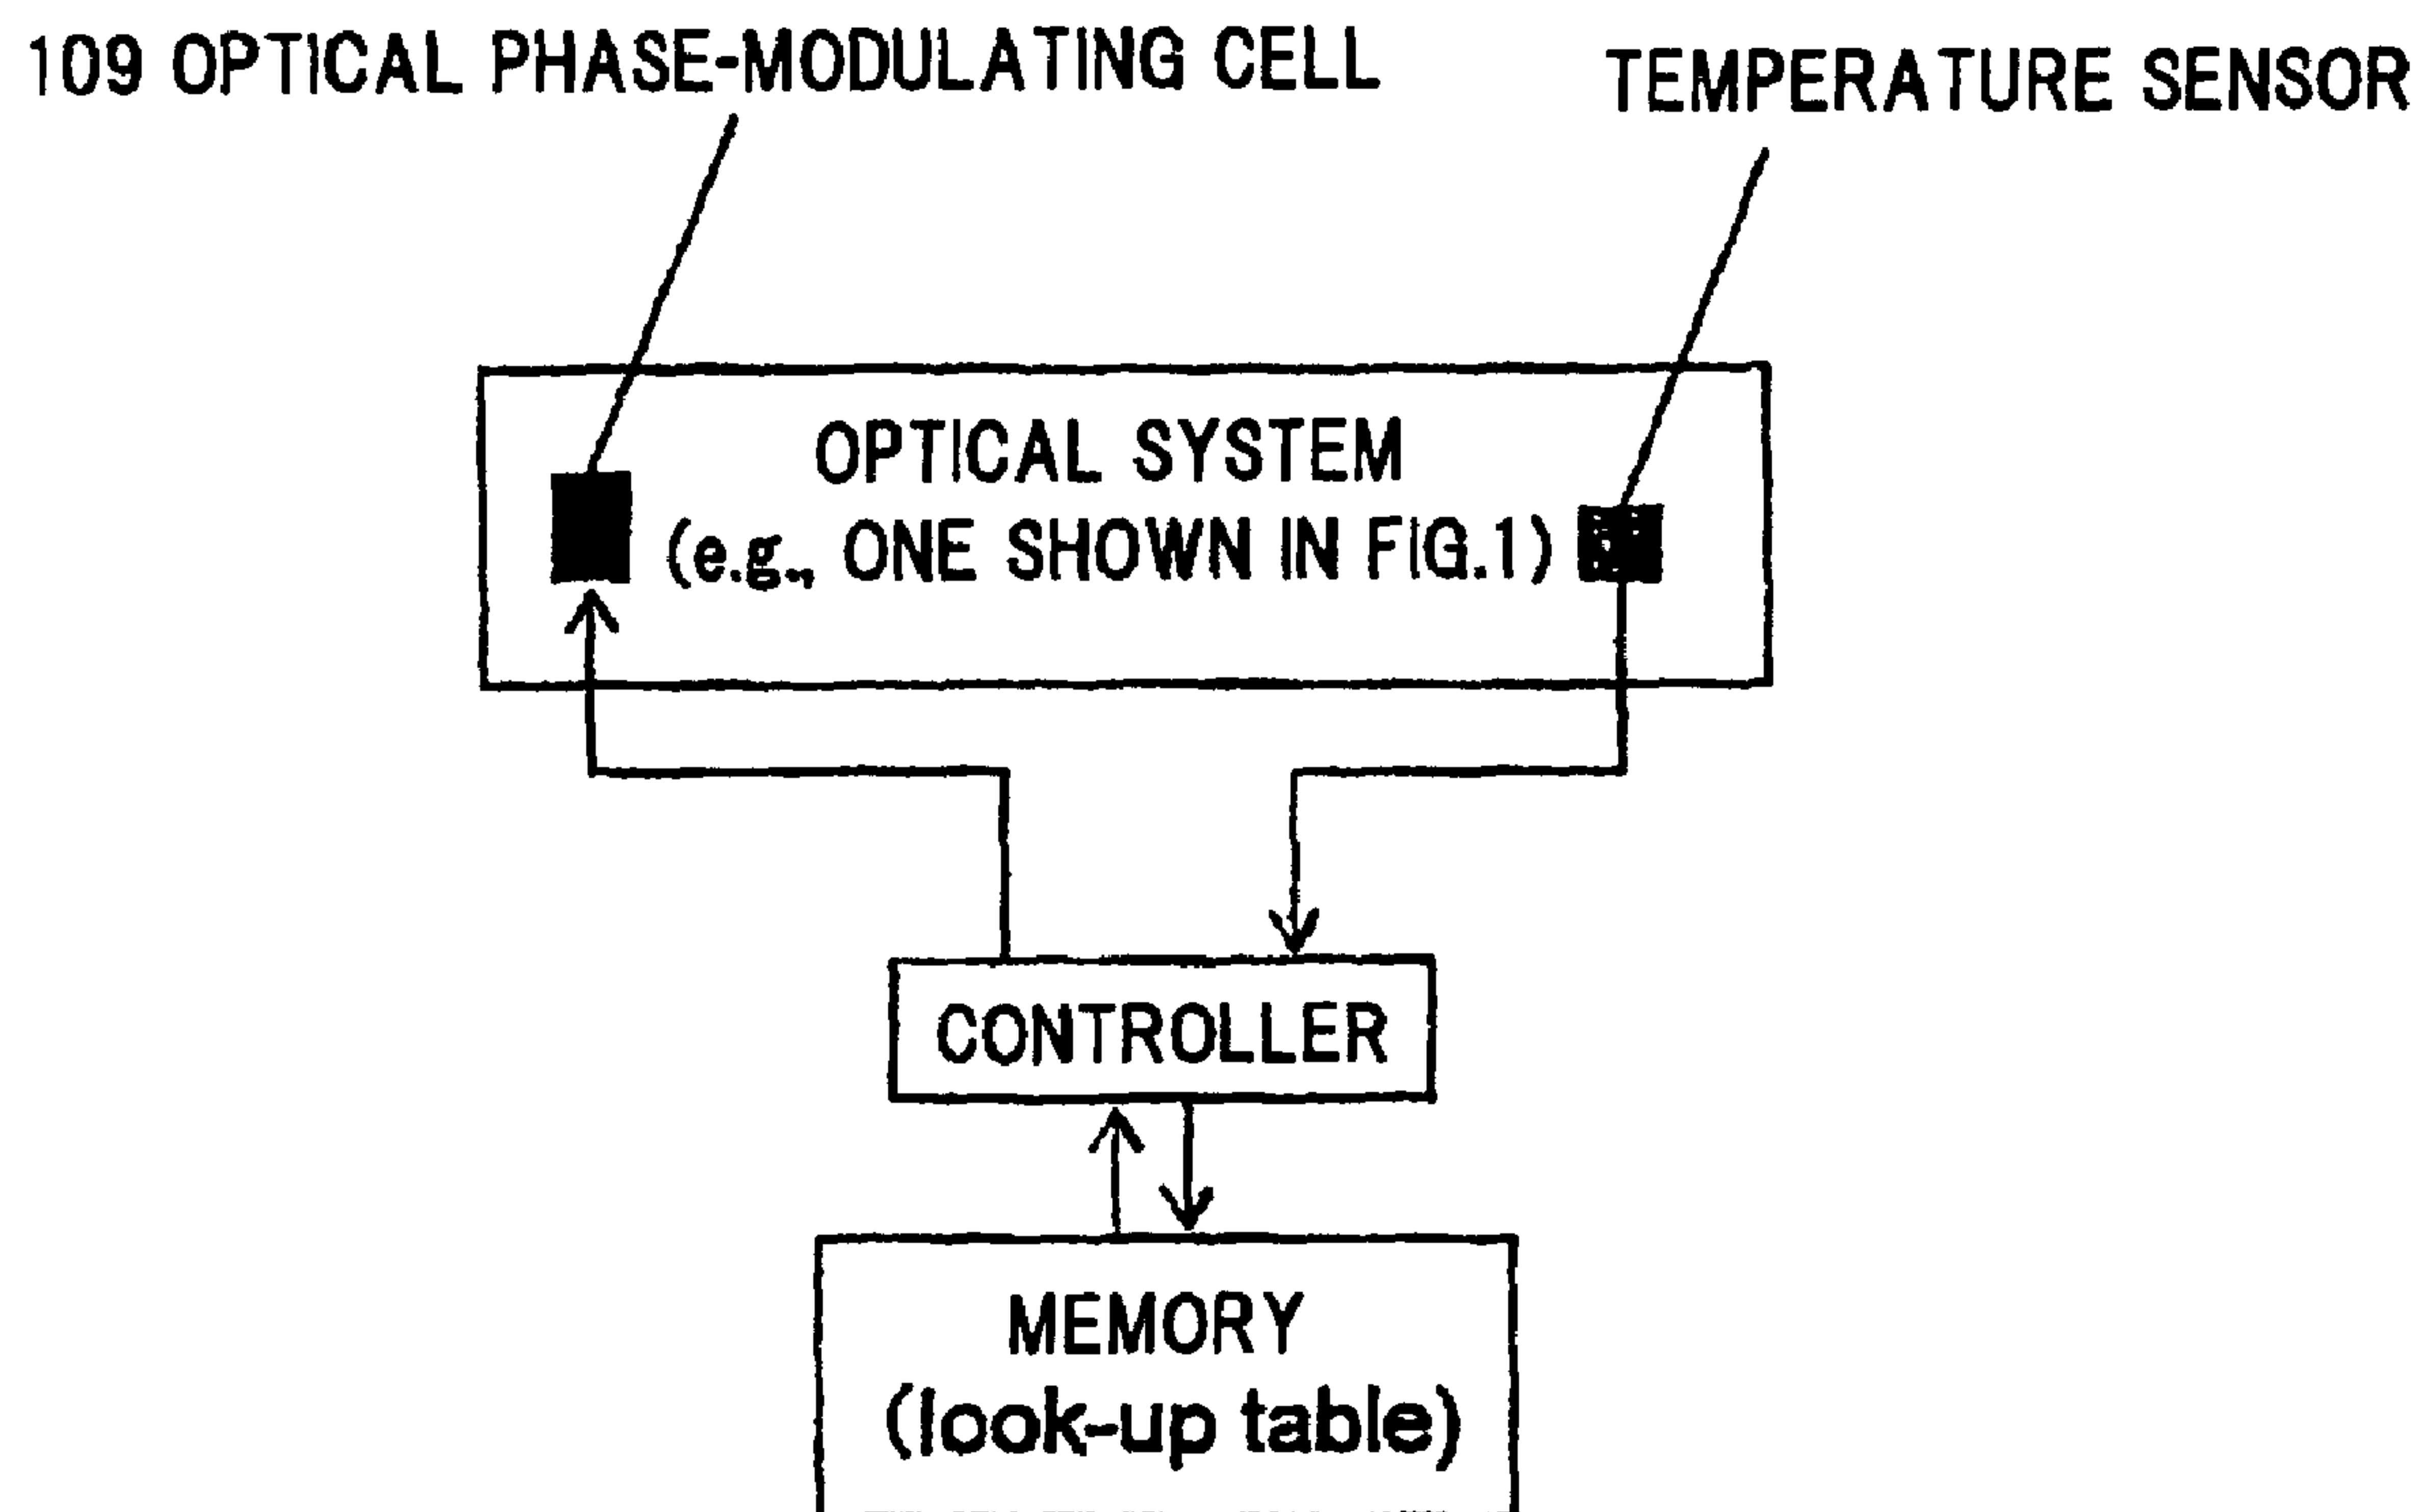 109 OPTICAL PHASE-MODULATING CELL
TEMPERATURE SENSOR
OPTICAL SYSTEM
(e.g., ONE SHOWN IN FIG.1)
CONTROLLER
MEMORY
(look-up table)